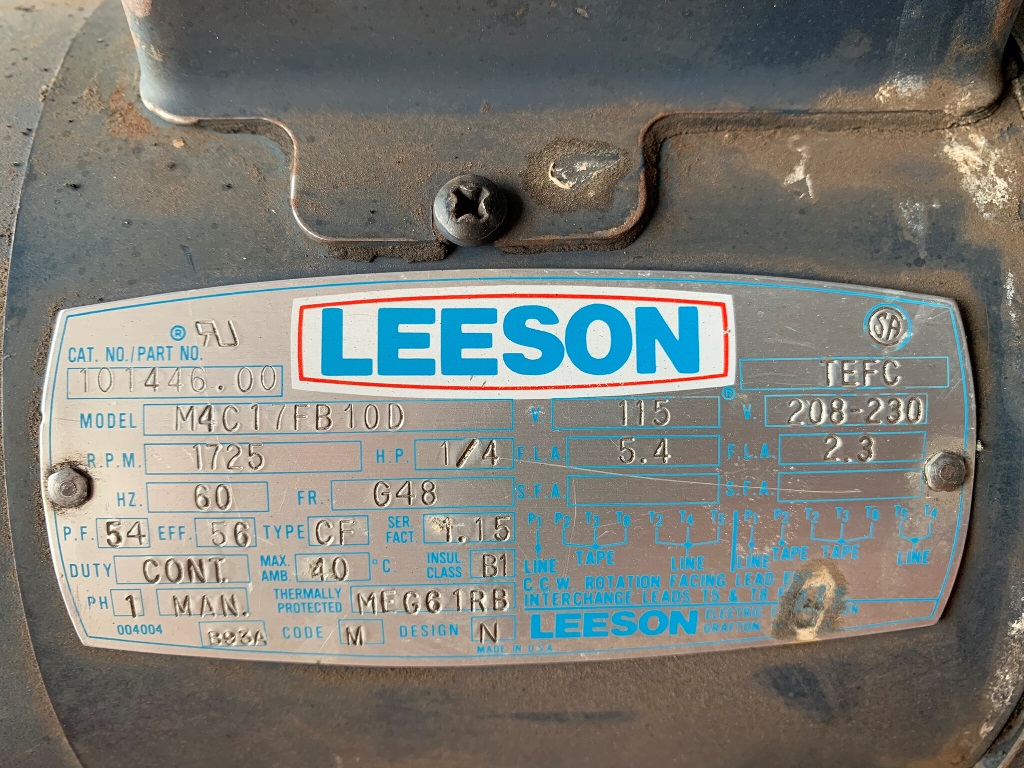 LEESON
®
SA
CAT. NO./PART NO.
101446.00
TEFC
MODEL M4C17FB10D V 115 V. 208-230
R.P.M. 1725 H.P. 1/4 F.L.A. 5.4 F.L.A. 2.3
HZ. 60 FR. G48 S.F.A. S.F.A.
P.F. 54 EFF. 56 TYPE CF SER. FACT. 1.15
P1 P2 T3 T8 T2 T4 T5 P1 P2 T2 T3 T8 T5 T4
LINE TAPE LINE LINE TAPE TAPE LINE
DUTY CONT. MAX. AMB. 40 °C INSUL CLASS B1
C.C.W. ROTATION FACING LEAD
INTERCHANGE LEADS T5 & T8
PH 1 MAN. THERMALLY PROTECTED MEG61RB
LEESON ELECTRIC
GRAFTON
004004 B93A CODE M DESIGN N
MADE IN U.S.A.